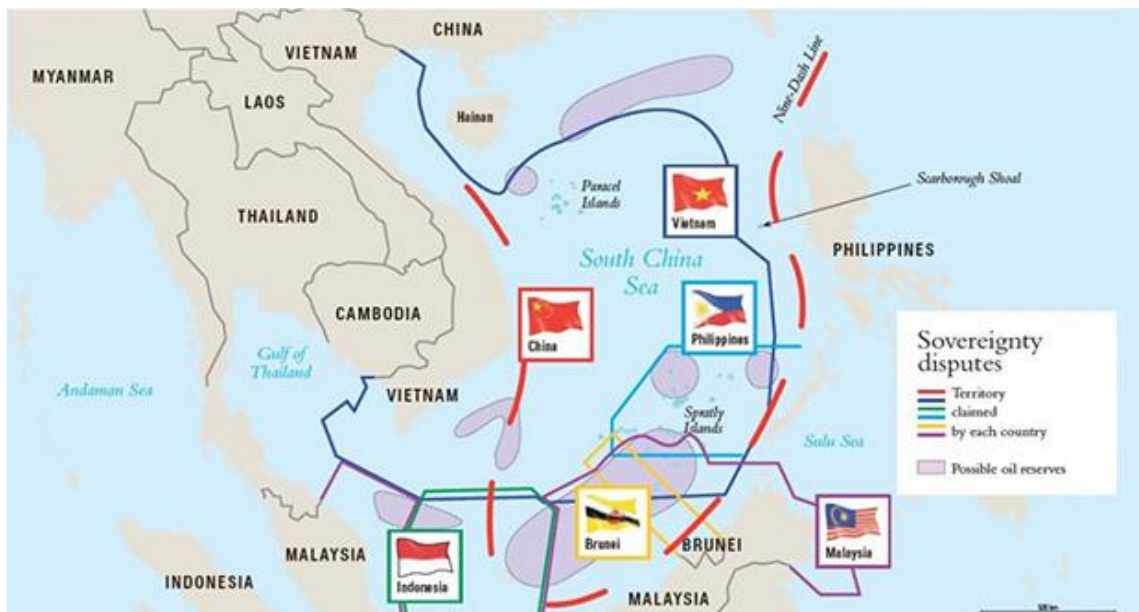 CHINA
VIETNAM
MYANMAR
LAOS
Hainan
Nine-Dash Line
Paracel
Islands
Scarborough Shoal
Vietnam
THAILAND
South China
Sea
PHILIPPINES
CAMBODIA
China
Philippines
Gulf of
Thailand
Andaman Sea
VIETNAM
Spratly
Islands
Sulu Sea
Sovereignty
disputes
Territory
claimed
by each country
Possible oil reserves
MALAYSIA
INDONESIA
Indonesia
Brunei
BRUNEI
Malaysia
MALAYSIA